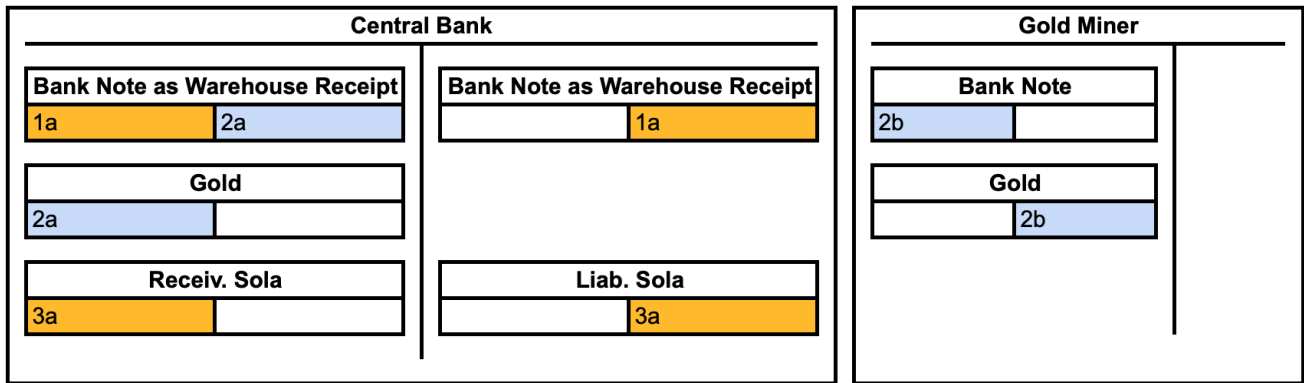 Central Bank
Gold Miner
Bank Note as Warehouse Receipt
Bank Note as Warehouse Receipt
Bank Note
1a
2a
1a
2b
Gold
Gold
2a
2b
Receiv. Sola
Liab. Sola
3a
3a